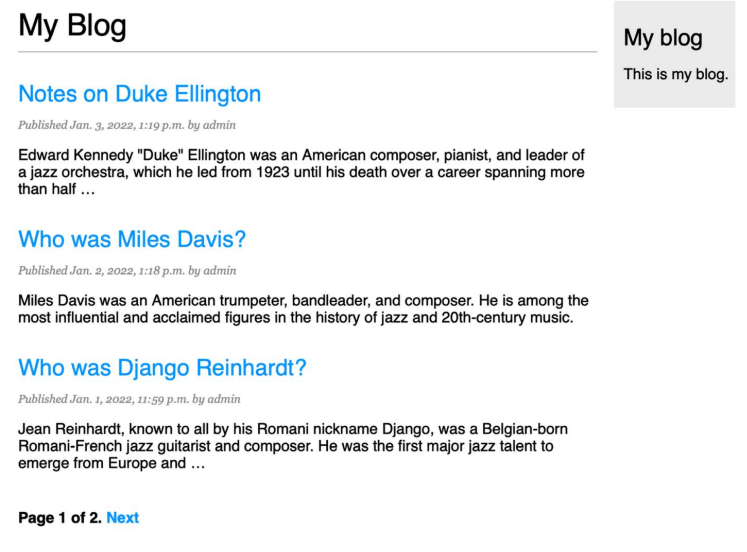 My Blog
Notes on Duke Ellington
Published Jan. 3, 2022, 1:19 p.m. by admin
Edward Kennedy "Duke" Ellington was an American composer, pianist, and leader of
a jazz orchestra, which he led from 1923 until his death over a career spanning more
than half …
Who was Miles Davis?
Published Jan. 2, 2022, 1:18 p.m. by admin
Miles Davis was an American trumpeter, bandleader, and composer. He is among the
most influential and acclaimed figures in the history of jazz and 20th-century music.
Who was Django Reinhardt?
Published Jan. 1, 2022, 11:59 p.m. by admin
Jean Reinhardt, known to all by his Romani nickname Django, was a Belgian-born
Romani-French jazz guitarist and composer. He was the first major jazz talent to
emerge from Europe and …
Page 1 of 2. Next
My blog
This is my blog.